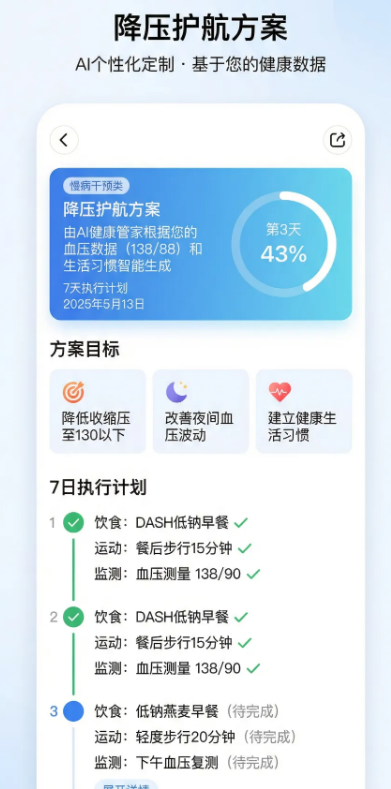 降压护航方案
AI个性化定制 · 基于您的健康数据
慢病干预类
降压护航方案
由AI健康管家根据您的
血压数据（138/88）和
生活习惯智能生成
7天执行计划
2025年5月13日
第3天
43%
方案目标
降低收缩压
至130以下
改善夜间血
压波动
建立健康生
活习惯
7日执行计划
1 饮食：DASH低钠早餐 ✓
运动：餐后步行15分钟 ✓
监测：血压测量 138/90 ✓
2 饮食：DASH低钠早餐 ✓
运动：餐后步行15分钟 ✓
监测：血压测量 138/90 ✓
3 饮食：低钠燕麦早餐（待完成）
运动：轻度步行20分钟（待完成）
监测：下午血压复测（待完成）
展开详情